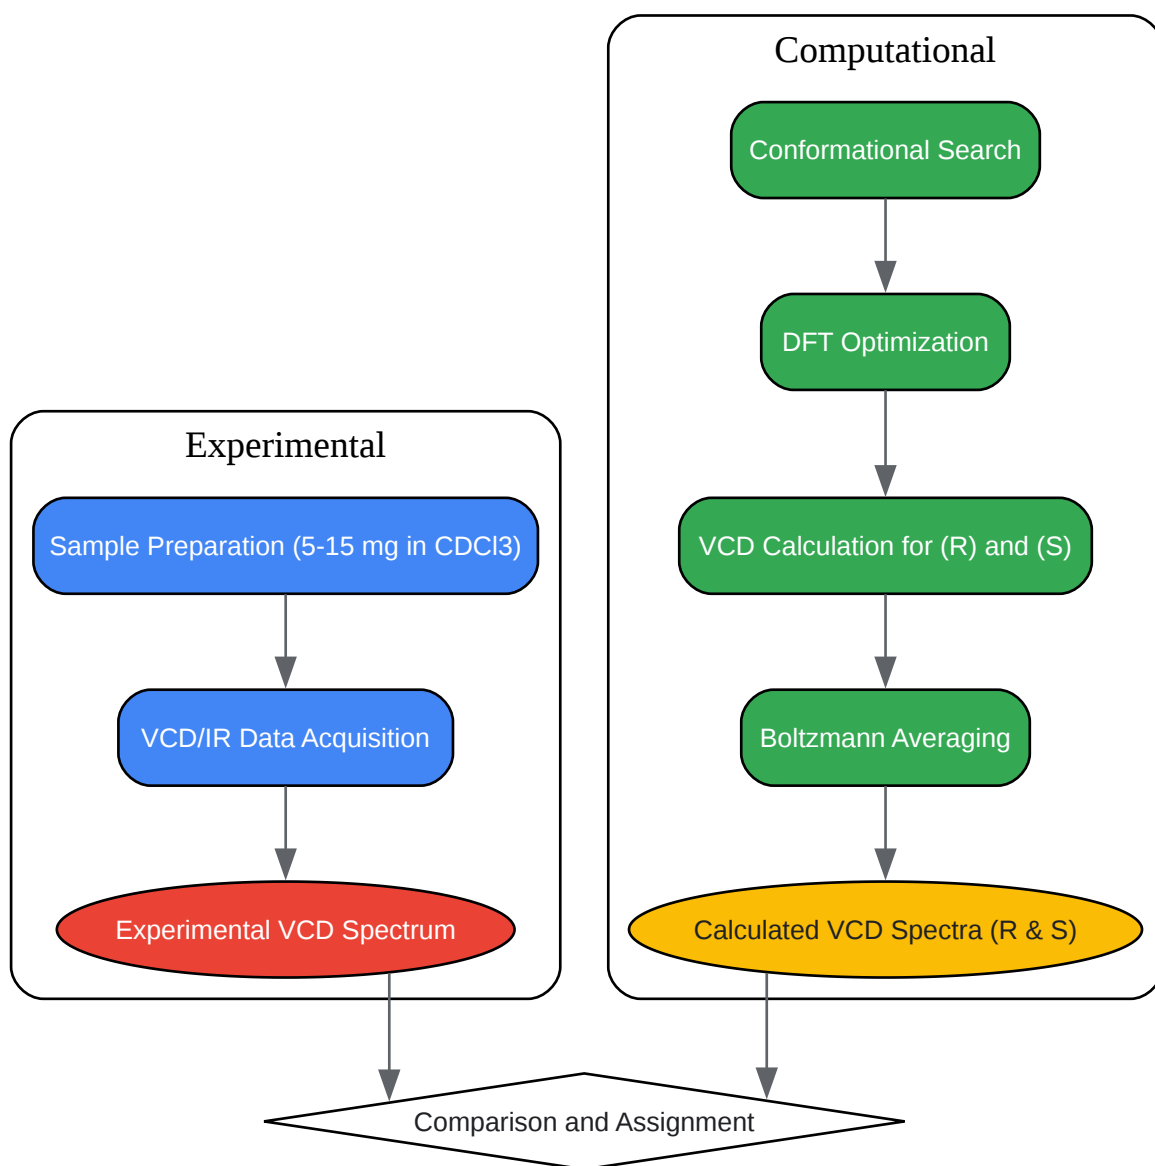 Computational
Conformational Search
DFT Optimization
Experimental
Sample Preparation (5-15 mg in CDCl3)
VCD Calculation for (R) and (S)
VCD/IR Data Acquisition
Boltzmann Averaging
Experimental VCD Spectrum
Calculated VCD Spectra (R & S)
Comparison and Assignment